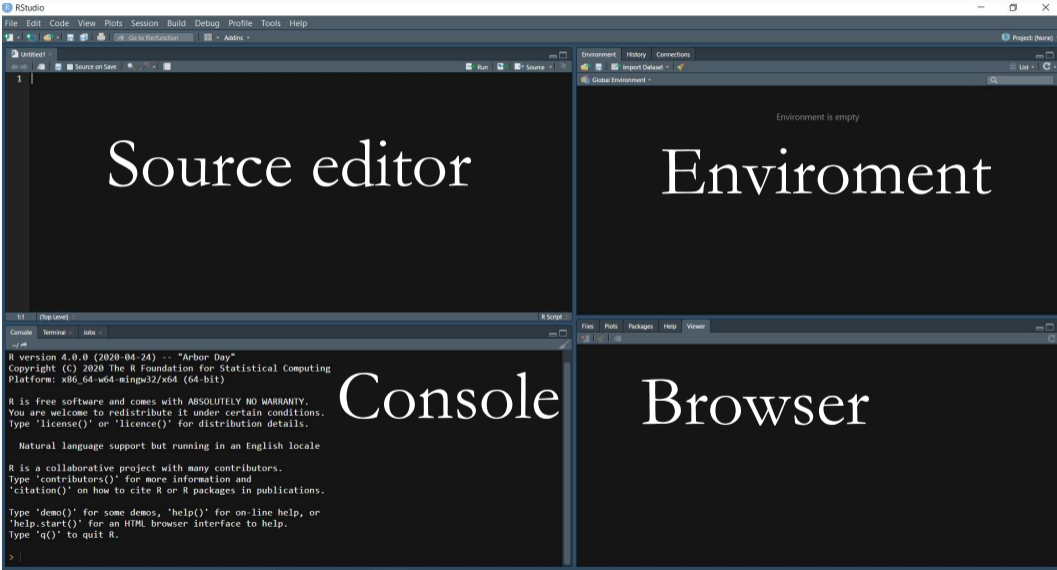 RStudio
File Edit Code View Plots Session Build Debug Profile Tools Help
Go to file/function Addins
Project: (None)
Untitled1
Source on Save Run Source
1
Source editor
1:1 (Top Level) R Script
Environment History Connections
Import Dataset List
Global Environment
Environment is empty
Enviroment
Console Terminal Jobs
~/
R version 4.0.0 (2020-04-24) -- "Arbor Day"
Copyright (C) 2020 The R Foundation for Statistical Computing
Platform: x86_64-w64-mingw32/x64 (64-bit)
R is free software and comes with ABSOLUTELY NO WARRANTY.
You are welcome to redistribute it under certain conditions.
Type 'license()' or 'licence()' for distribution details.
Natural language support but running in an English locale
R is a collaborative project with many contributors.
Type 'contributors()' for more information and
'citation()' on how to cite R or R packages in publications.
Type 'demo()' for some demos, 'help()' for on-line help, or
'help.start()' for an HTML browser interface to help.
Type 'q()' to quit R.
>
Console
Files Plots Packages Help Viewer
Browser